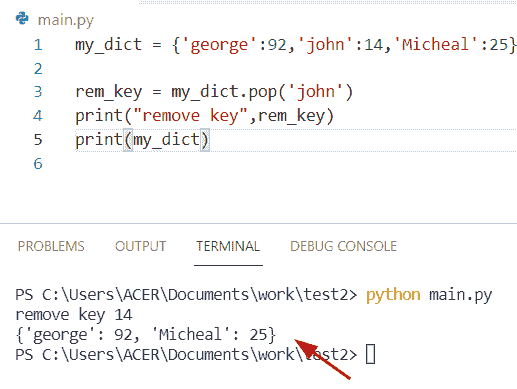 main.py
1 my_dict = {'george':92,'john':14,'Micheal':25}
2
3 rem_key = my_dict.pop('john')
4 print("remove key",rem_key)
5 print(my_dict)
6
PROBLEMS OUTPUT TERMINAL DEBUG CONSOLE
PS C:\Users\ACER\Documents\work\test2> python main.py
remove key 14
{'george': 92, 'Micheal': 25}
PS C:\Users\ACER\Documents\work\test2>